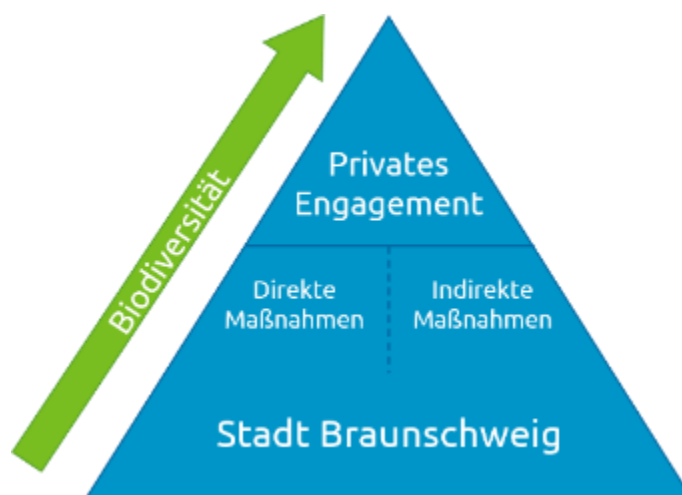 Biodiversität
Privates
Engagement
Direkte
Maßnahmen
Indirekte
Maßnahmen
Stadt Braunschweig